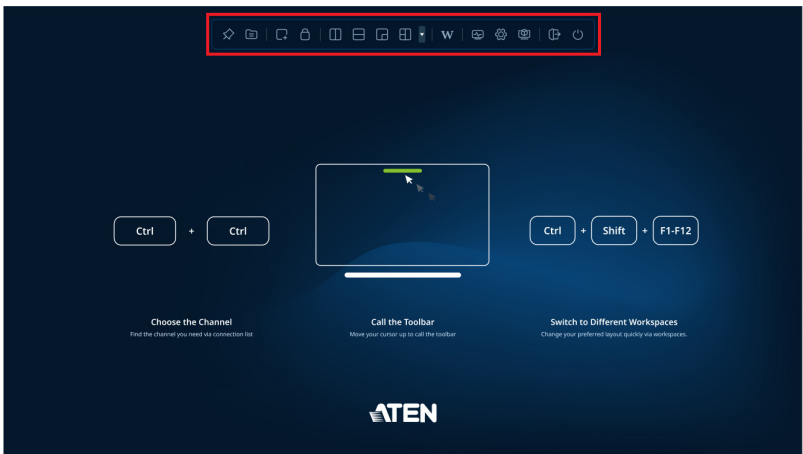 W
Ctrl + Ctrl
Ctrl + Shift + F1-F12
Choose the Channel
Find the channel you need via connection list
Call the Toolbar
Move your cursor up to call the toolbar
Switch to Different Workspaces
Change your preferred layout quickly via workspaces.
ATEN